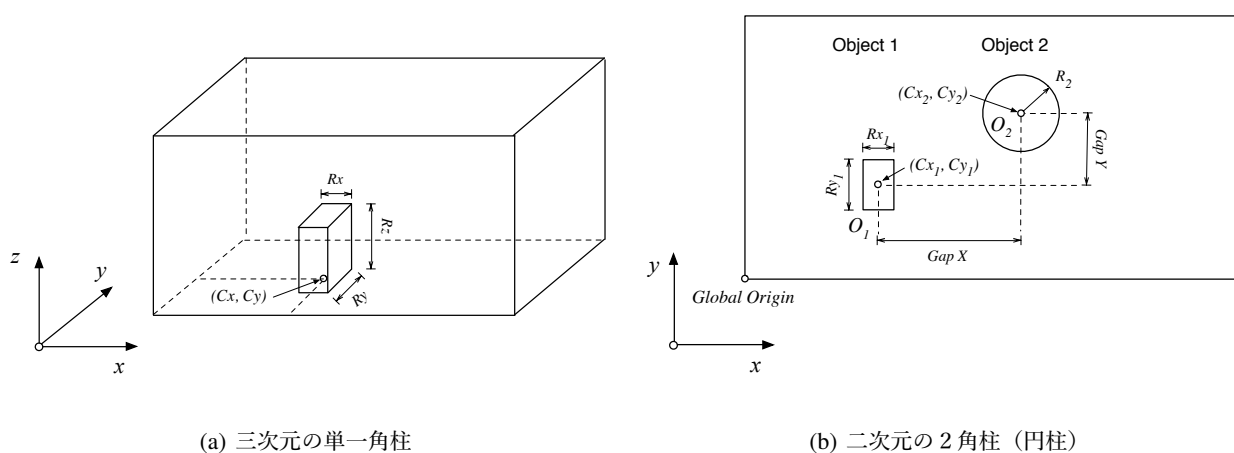 Rx
Rz
(Cx, Cy)
Ry
z
y
x
(a) 三次元の単一角柱
Object 1
Object 2
(Cx2, Cy2)
R2
O2
Gap Y
Rx1
(Cx1, Cy1)
Ry1
O1
Gap X
Global Origin
y
x
(b) 二次元の２角柱（円柱）